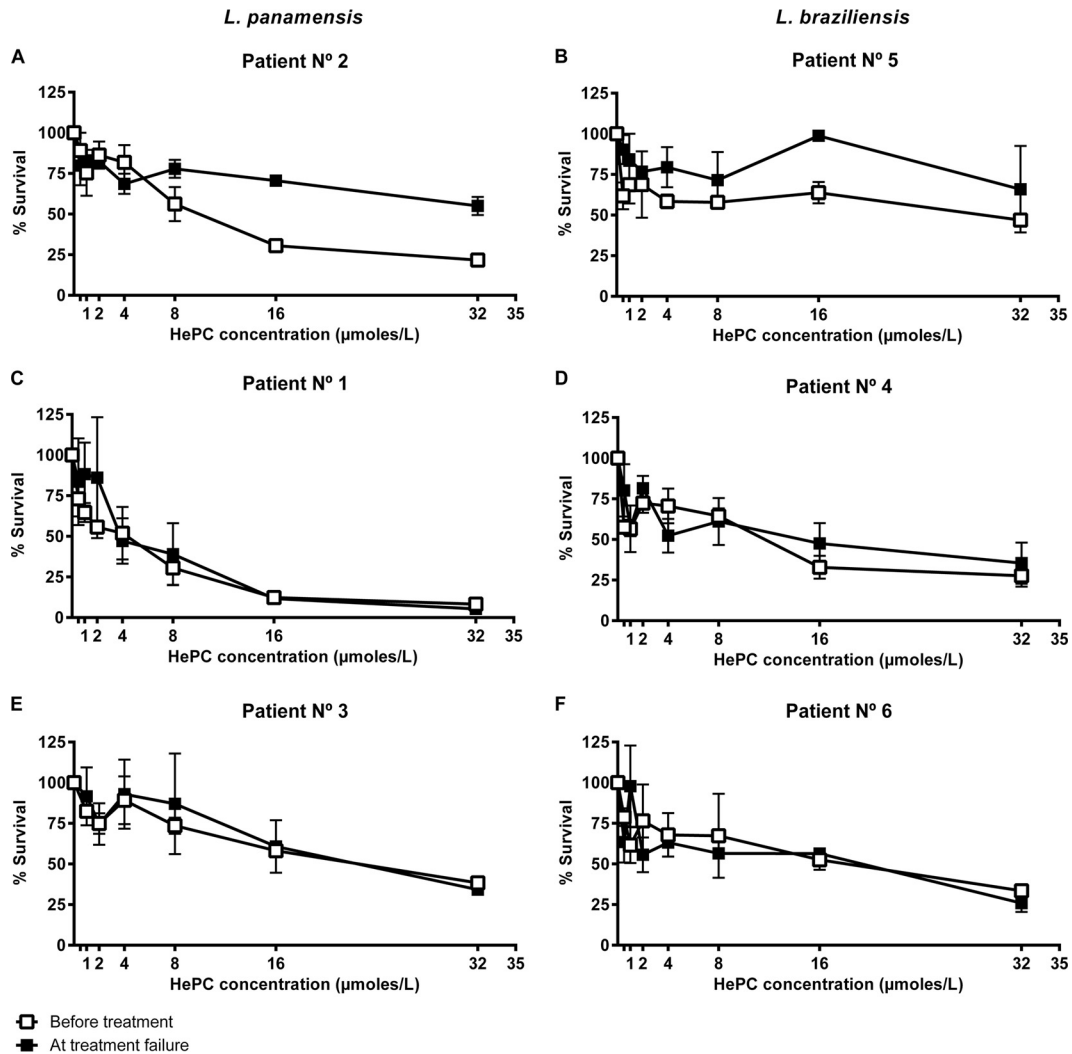 L. panamensis
L. braziliensis
A
Patient Nº 2
% Survival
125
100
75
50
25
0
1 2 4 8 16 32 35
HePC concentration (µmoles/L)
B
Patient Nº 5
% Survival
125
100
75
50
25
0
1 2 4 8 16 32 35
HePC concentration (µmoles/L)
C
Patient Nº 1
% Survival
125
100
75
50
25
0
1 2 4 8 16 32 35
HePC concentration (µmoles/L)
D
Patient Nº 4
% Survival
125
100
75
50
25
0
1 2 4 8 16 32 35
HePC concentration (µmoles/L)
E
Patient Nº 3
% Survival
125
100
75
50
25
0
1 2 4 8 16 32 35
HePC concentration (µmoles/L)
F
Patient Nº 6
% Survival
125
100
75
50
25
0
1 2 4 8 16 32 35
HePC concentration (µmoles/L)
Before treatment
At treatment failure